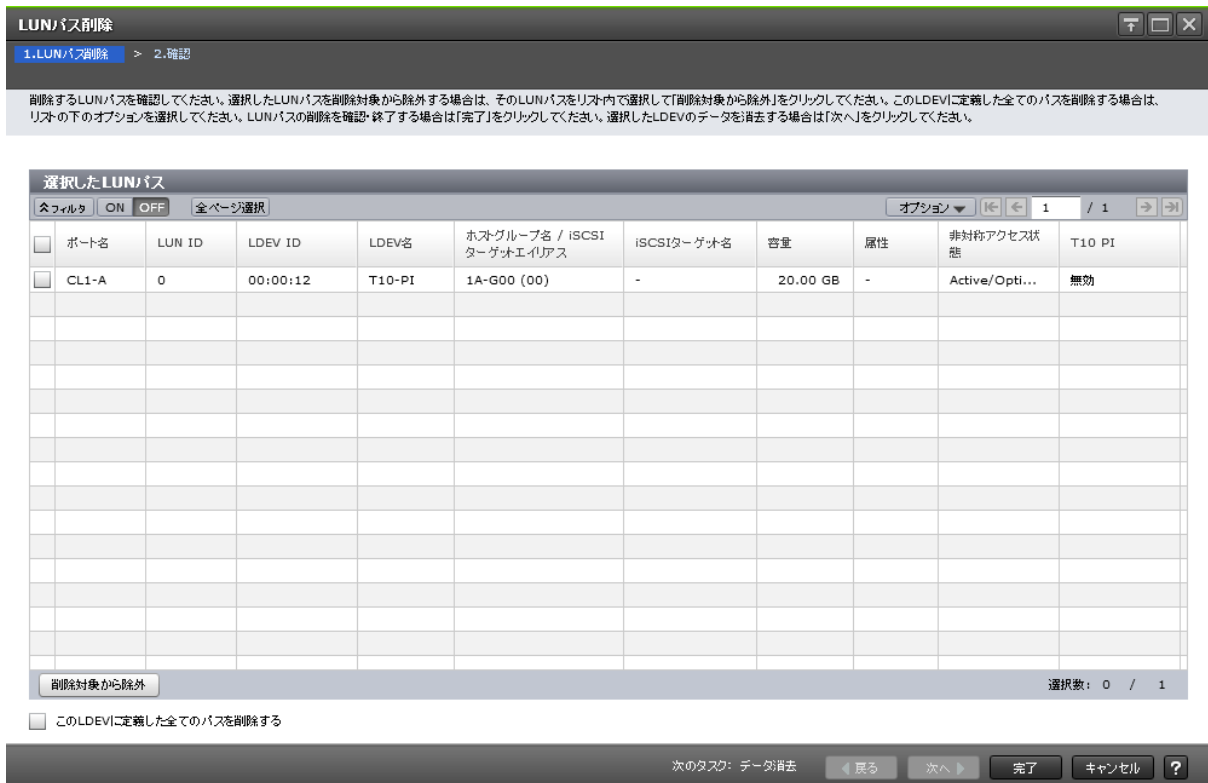 LUNパス削除
1.LUNパス削除 > 2.確認
削除するLUNパスを確認してください。選択したLUNパスを削除対象から除外する場合は、そのLUNパスをリスト内で選択して「削除対象から除外」をクリックしてください。このLDEVに定義した全てのパスを削除する場合は、
リストの下のオプションを選択してください。LUNパスの削除を確認・終了する場合は「完了」をクリックしてください。選択したLDEVのデータを消去する場合は「次へ」をクリックしてください。
選択したLUNパス
フィルタ ON OFF 全ページ選択 オプション 1 / 1
ポート名 LUN ID LDEV ID LDEV名 ホストグループ名 / iSCSI ターゲットエイリアス iSCSIターゲット名 容量 属性 非対称アクセス状態 T10 PI
CL1-A 0 00:00:12 T10-PI 1A-G00 (00) - 20.00 GB - Active/Opti... 無効
削除対象から除外 選択数: 0 / 1
このLDEVに定義した全てのパスを削除する
次のタスク: データ消去 戻る 次へ 完了 キャンセル ?